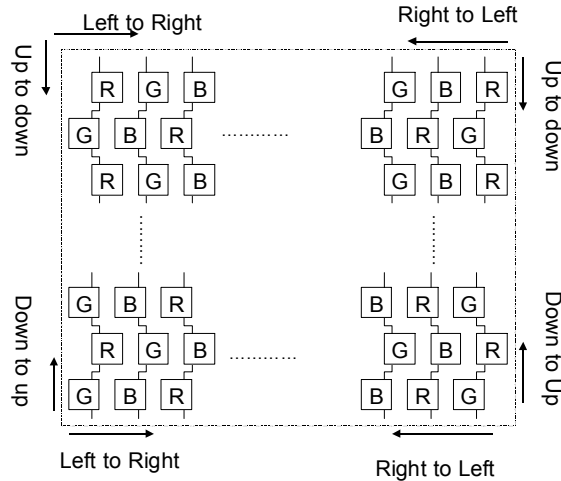 Left to Right
Right to Left
Up to down
Up to down
R G B G B R
G B R ............ B R G
R G B G B R
G B R B R G
R G B ............ G B R
G B R B R G
Down to up
Down to Up
Left to Right
Right to Left